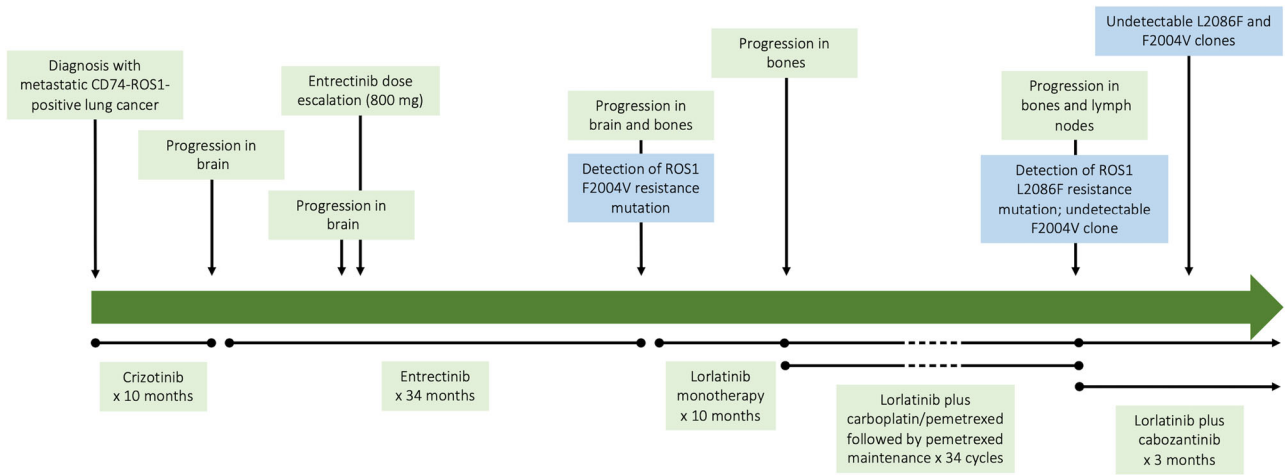 Diagnosis with
metastatic CD74-ROS1-
positive lung cancer
Progression in
brain
Entrectinib dose
escalation (800 mg)
Progression in
brain
Progression in
brain and bones
Detection of ROS1
F2004V resistance
mutation
Progression
in bones
Progression in
bones and lymph
nodes
Detection of ROS1
L2086F resistance
mutation; undetectable
F2004V clone
Undetectable L2086F and
F2004V clones
Crizotinib
x 10 months
Entrectinib
x 34 months
Lorlatinib
monotherapy
x 10 months
Lorlatinib plus
carboplatin/pemetrexed
followed by pemetrexed
maintenance x 34 cycles
Lorlatinib plus
cabozantinib
x 3 months